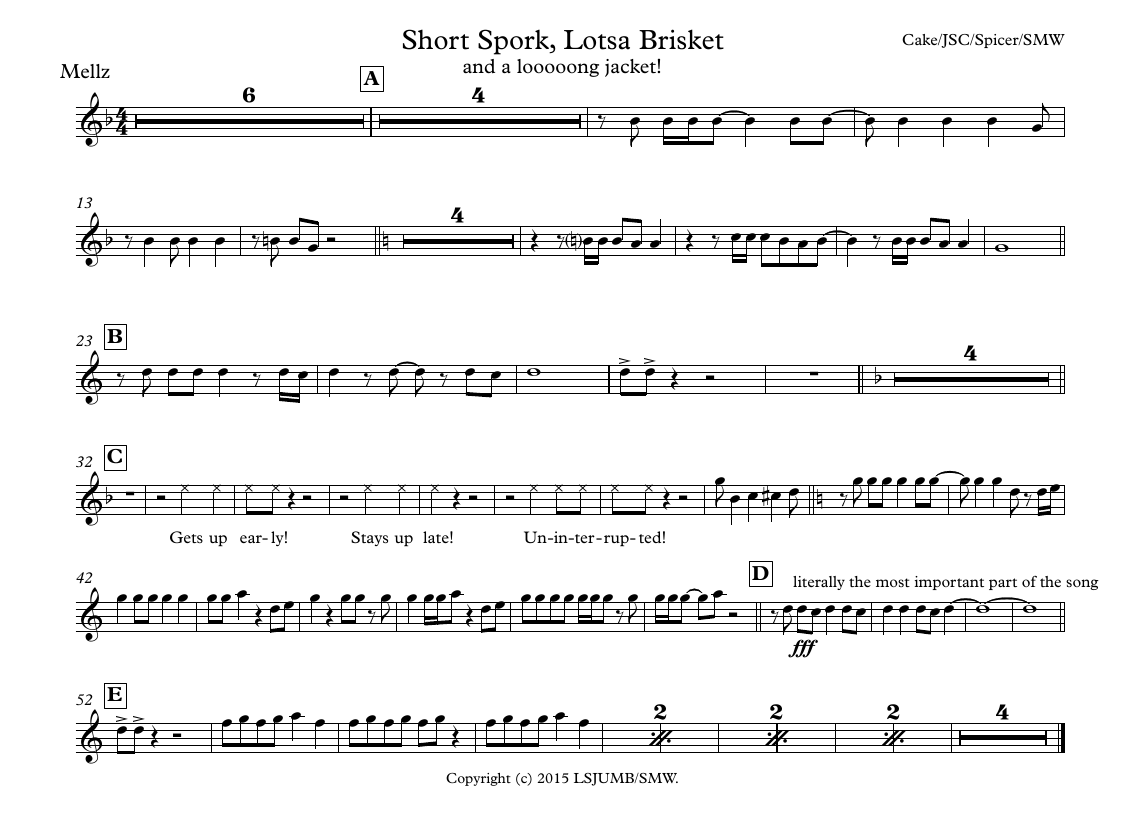 Short Spork, Lotsa Brisket
Cake/JSC/Spicer/SMW
and a looooong jacket!
Mellz
A
6
4
4
4
13
4
23
B
4
32
C
Gets up ear-ly! Stays up late! Un-in-ter-rup-ted!
42
D
literally the most important part of the song
fff
52
E
2
2
2
4
Copyright (c) 2015 LSJUMB/SMW.